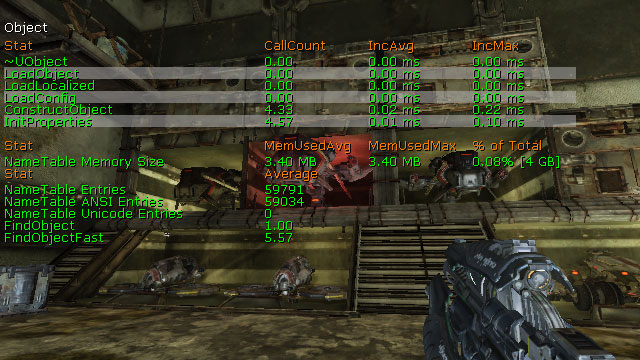 Object
Stat CallCount IncAvg IncMax
~UObject 0.00 0.00 ms 0.00 ms
LoadObject 0.00 0.00 ms 0.00 ms
LoadLocalized 0.00 0.00 ms 0.00 ms
LoadConfig 0.00 0.00 ms 0.00 ms
ConstructObject 4.33 0.02 ms 0.22 ms
InitProperties 4.57 0.01 ms 0.10 ms
Stat MemUsedAvg MemUsedMax % of Total
NameTable Memory Size 3.40 MB 3.40 MB 0.08% [4 GB]
Stat Average
NameTable Entries 59791
NameTable ANSI Entries 59034
NameTable Unicode Entries 0
FindObject 1.00
FindObjectFast 5.57